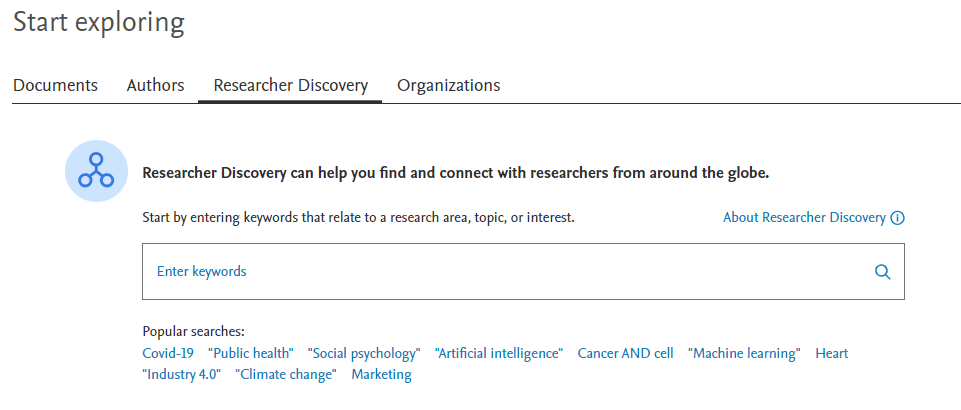 Start exploring
Documents Authors Researcher Discovery Organizations
Researcher Discovery can help you find and connect with researchers from around the globe.
Start by entering keywords that relate to a research area, topic, or interest. About Researcher Discovery
Enter keywords
Popular searches:
Covid-19 "Public health" "Social psychology" "Artificial intelligence" Cancer AND cell "Machine learning" Heart
"Industry 4.0" "Climate change" Marketing